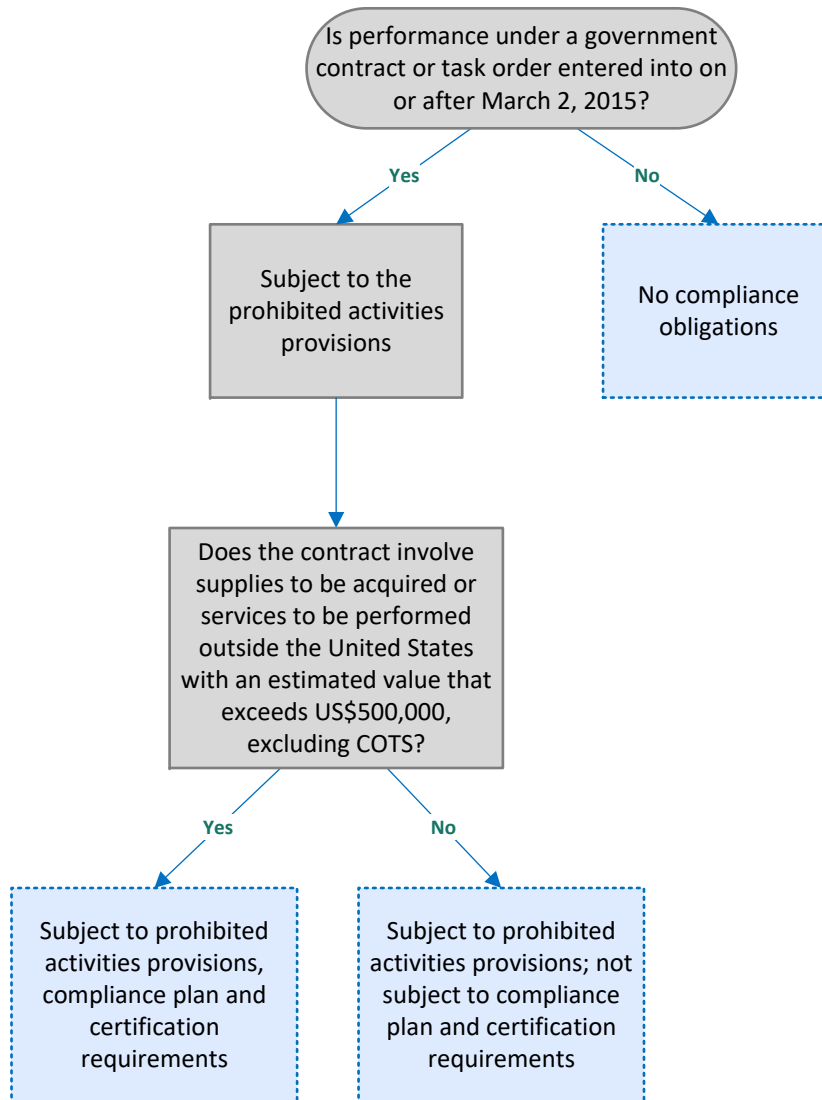 Is performance under a government
contract or task order entered into on
or after March 2, 2015?
Yes
No
Subject to the
prohibited activities
provisions
No compliance
obligations
Does the contract involve
supplies to be acquired or
services to be performed
outside the United States
with an estimated value that
exceeds US$500,000,
excluding COTS?
Yes
No
Subject to prohibited
activities provisions,
compliance plan and
certification
requirements
Subject to prohibited
activities provisions; not
subject to compliance
plan and certification
requirements